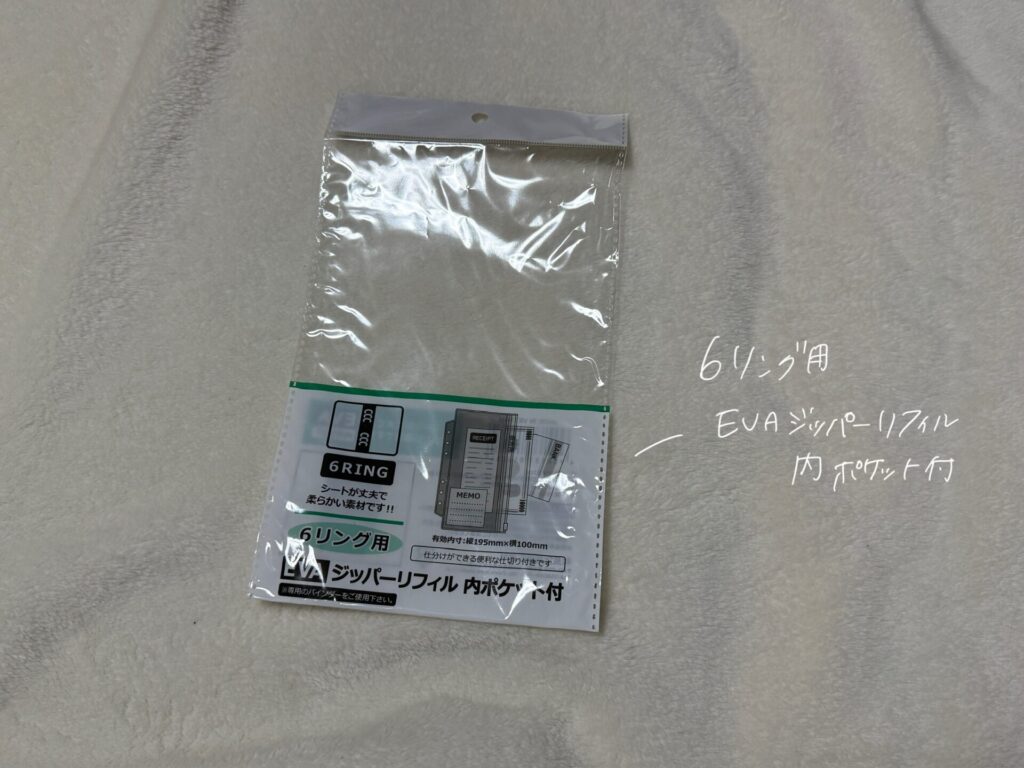 6RING
シートが丈夫で
柔らかい素材です!!
6リング用
RECEIPT
MEMO
有効内寸:縦195mm×横100mm
仕分けができる便利な仕切り付きです
EVA ジッパーリフィル 内ポケット付
※専用のバインダーをご使用下さい。
6リング用
EVAジッパーリフィル
内ポケット付